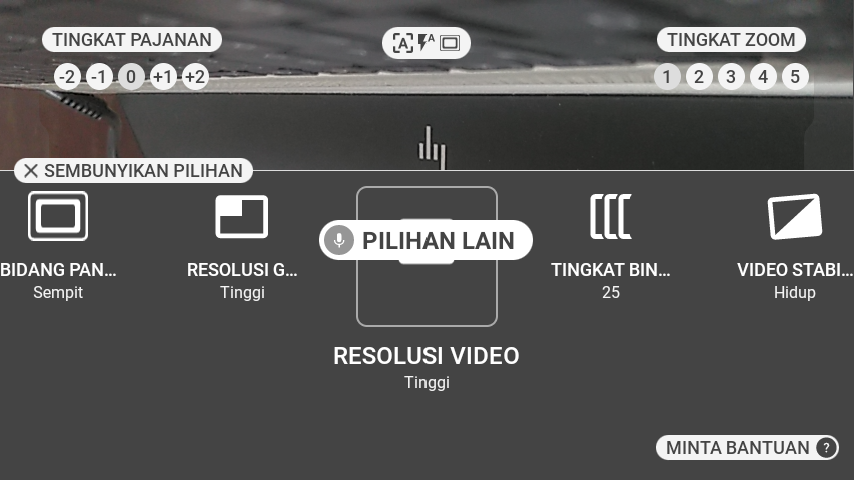 TINGKAT PAJANAN
A A
TINGKAT ZOOM
-2 -1 0 +1 +2
1 2 3 4 5
SEMBUNYIKAN PILIHAN
PILIHAN LAIN
BIDANG PAN...
Sempit
RESOLUSI G...
Tinggi
TINGKAT BIN...
25
VIDEO STABI...
Hidup
RESOLUSI VIDEO
Tinggi
MINTA BANTUAN ?